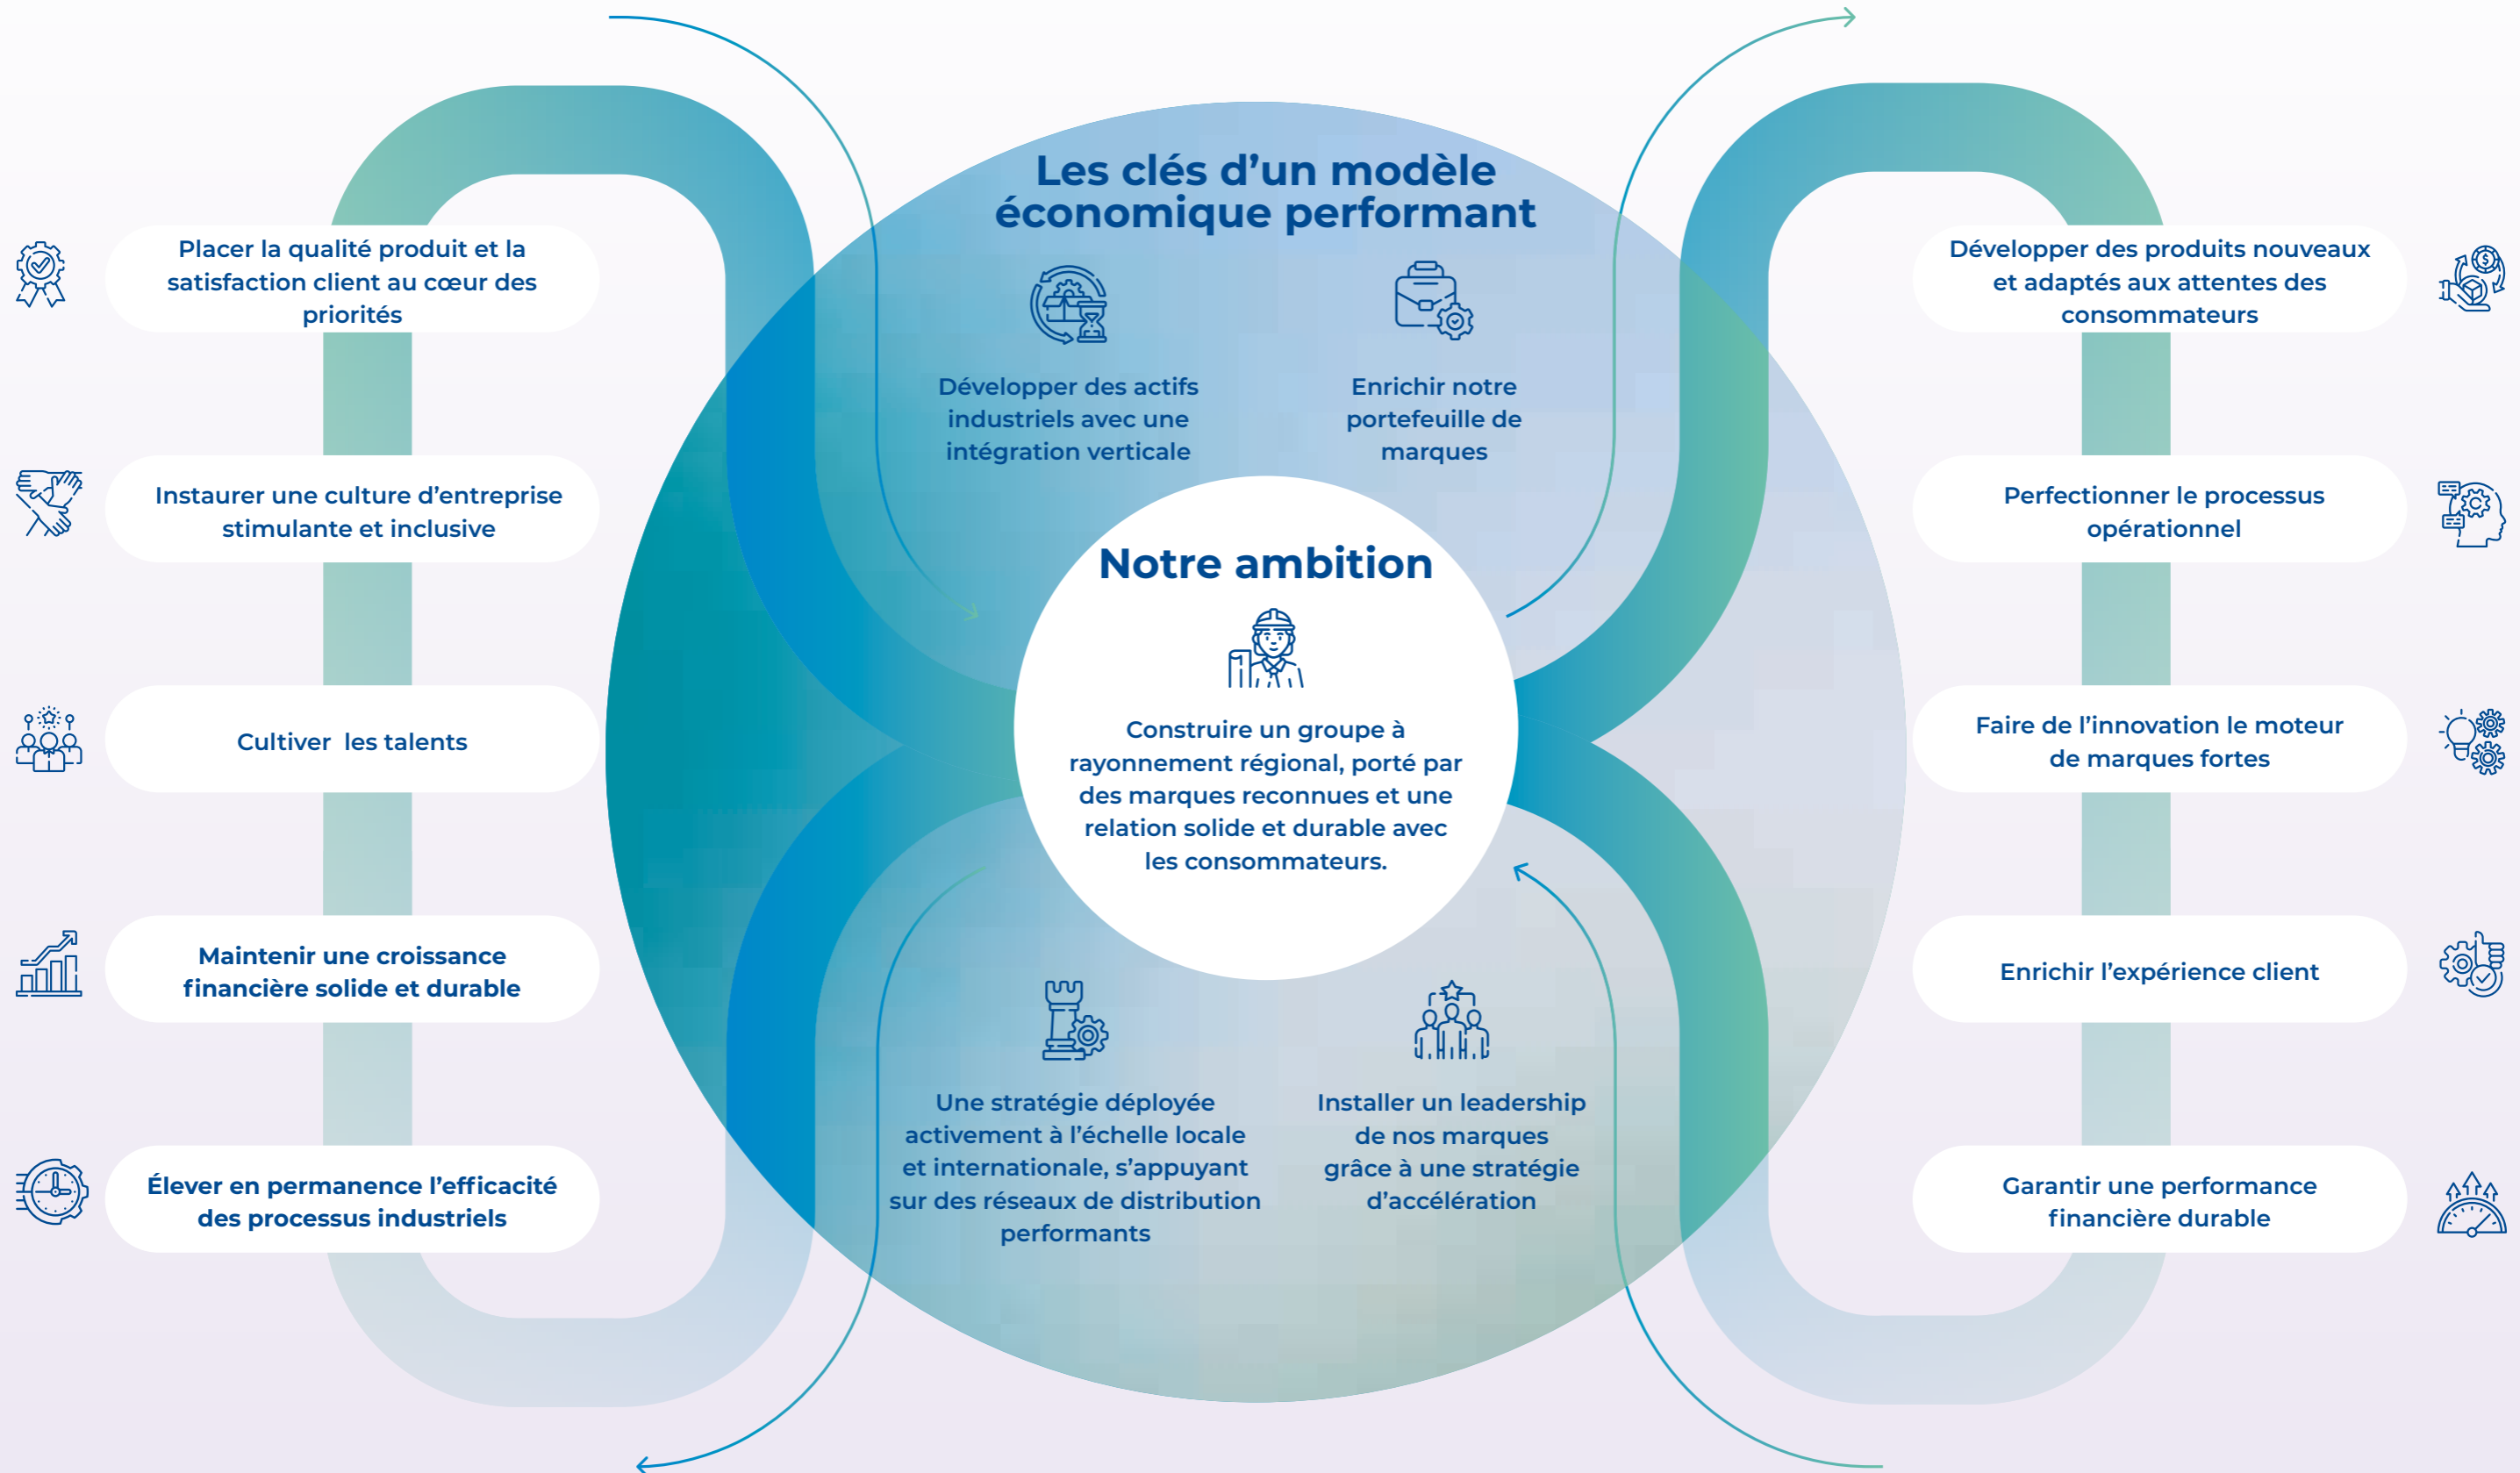 Les clés d’un modèle
économique performant
Placer la qualité produit et la
satisfaction client au cœur des
priorités
Instaurer une culture d’entreprise
stimulante et inclusive
Cultiver les talents
Maintenir une croissance
financière solide et durable
Élever en permanence l’efficacité
des processus industriels
Développer des actifs
industriels avec une
intégration verticale
Enrichir notre
portefeuille de
marques
Notre ambition
Construire un groupe à
rayonnement régional, porté par
des marques reconnues et une
relation solide et durable avec
les consommateurs.
Une stratégie déployée
activement à l’échelle locale
et internationale, s’appuyant
sur des réseaux de distribution
performants
Installer un leadership
de nos marques
grâce à une stratégie
d’accélération
Développer des produits nouveaux
et adaptés aux attentes des
consommateurs
Perfectionner le processus
opérationnel
Faire de l’innovation le moteur
de marques fortes
Enrichir l’expérience client
Garantir une performance
financière durable